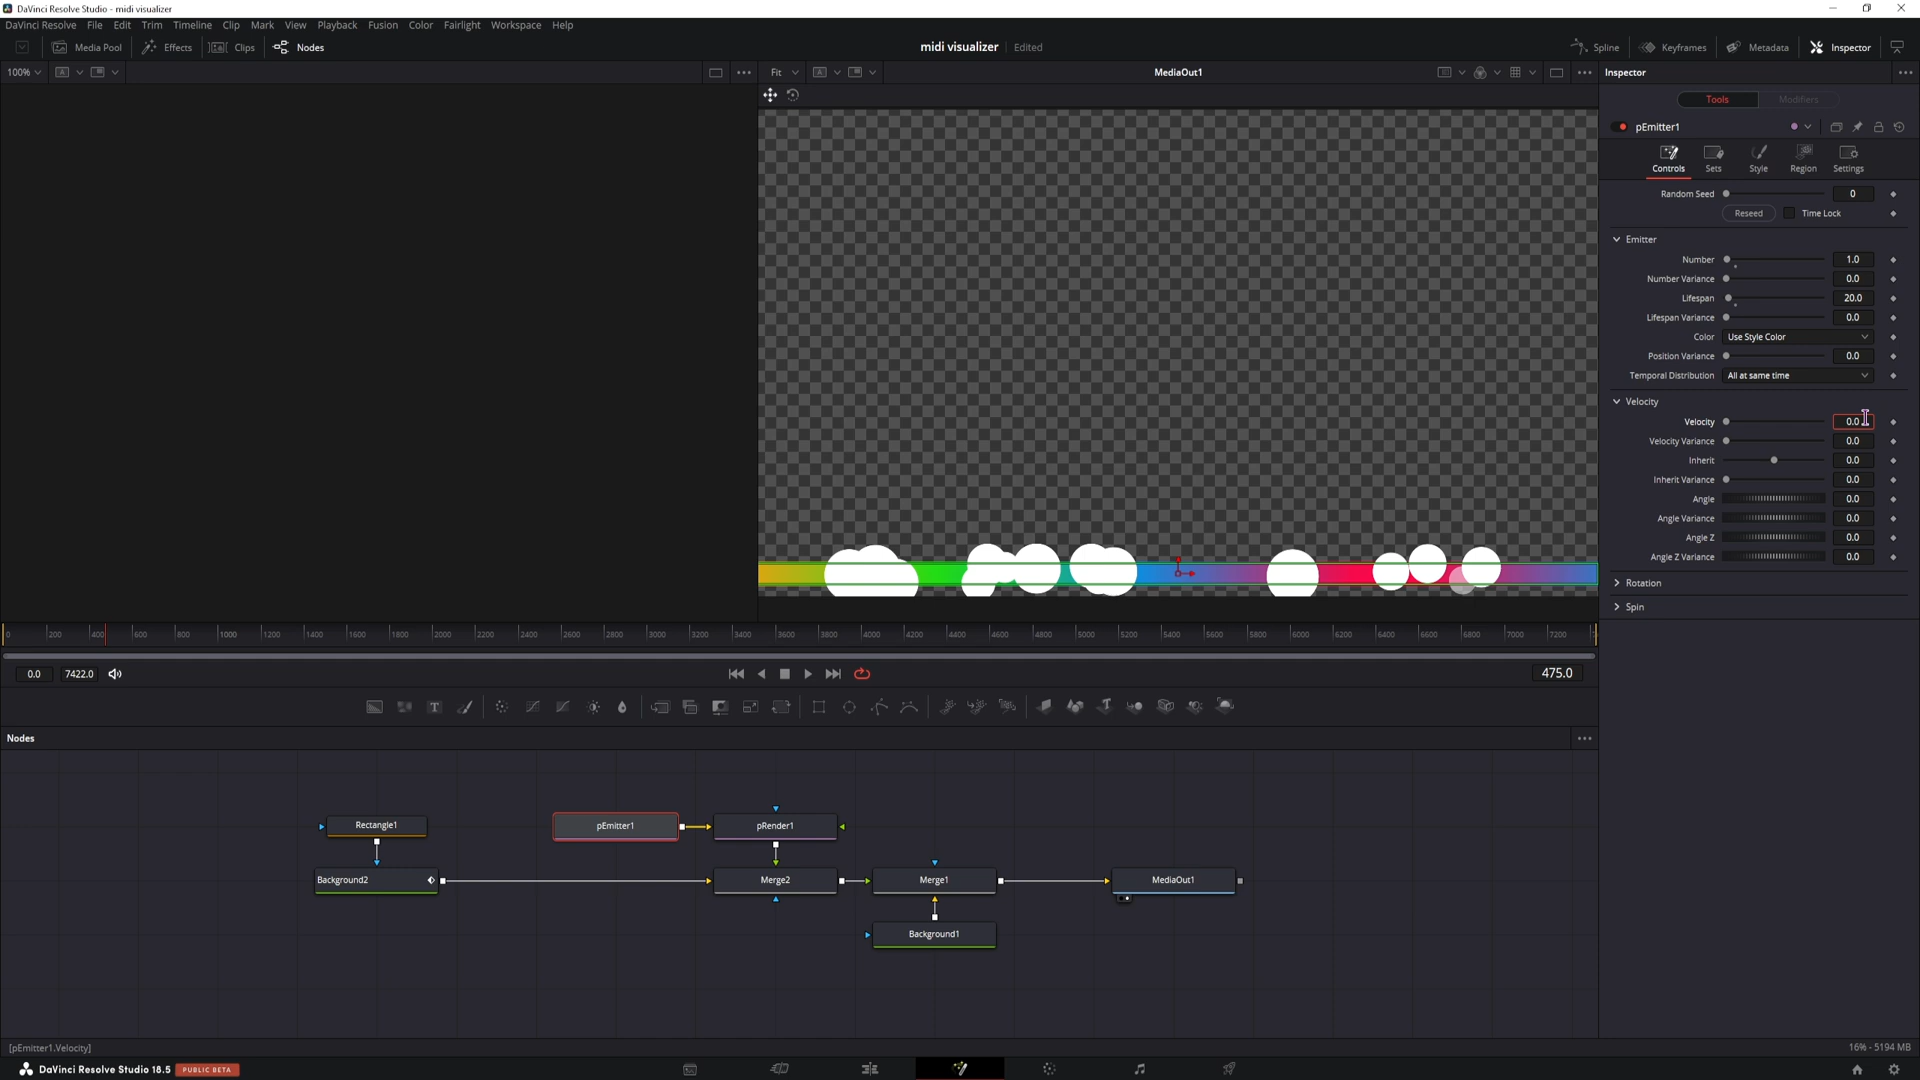 DaVinci Resolve Studio - midi visualizer
DaVinci Resolve File Edit Trim Timeline Clip Mark View Playback Fusion Color Fairlight Workspace Help
Media Pool Effects Clips Nodes midi visualizer Edited Spline Keyframes Metadata Inspector
100% Fit MediaOut1 Inspector
Tools Modifiers
pEmitter1
Controls Sets Style Region Settings
Random Seed 0
Reseed Time Lock
Emitter
Number 1.0
Number Variance 0.0
Lifespan 20.0
Lifespan Variance 0.0
Color Use Style Color
Position Variance 0.0
Temporal Distribution All at same time
Velocity
Velocity 0.0
Velocity Variance 0.0
Inherit 0.0
Inherit Variance 0.0
Angle 0.0
Angle Variance 0.0
Angle Z 0.0
Angle Z Variance 0.0
Rotation
Spin
0 200 400 600 800 1000 1200 1400 1600 1800 2000 2200 2400 2600 2800 3000 3200 3400 3600 3800 4000 4200 4400 4600 4800 5000 5200 5400 5600 5800 6000 6200 6400 6600 6800 7000 7200
0.0 7422.0 475.0
Nodes
Rectangle1 pEmitter1 pRender1
Background2 Merge2 Merge1 MediaOut1
Background1
[pEmitter1.Velocity] 16% - 5194 MB
DaVinci Resolve Studio 18.5 PUBLIC BETA